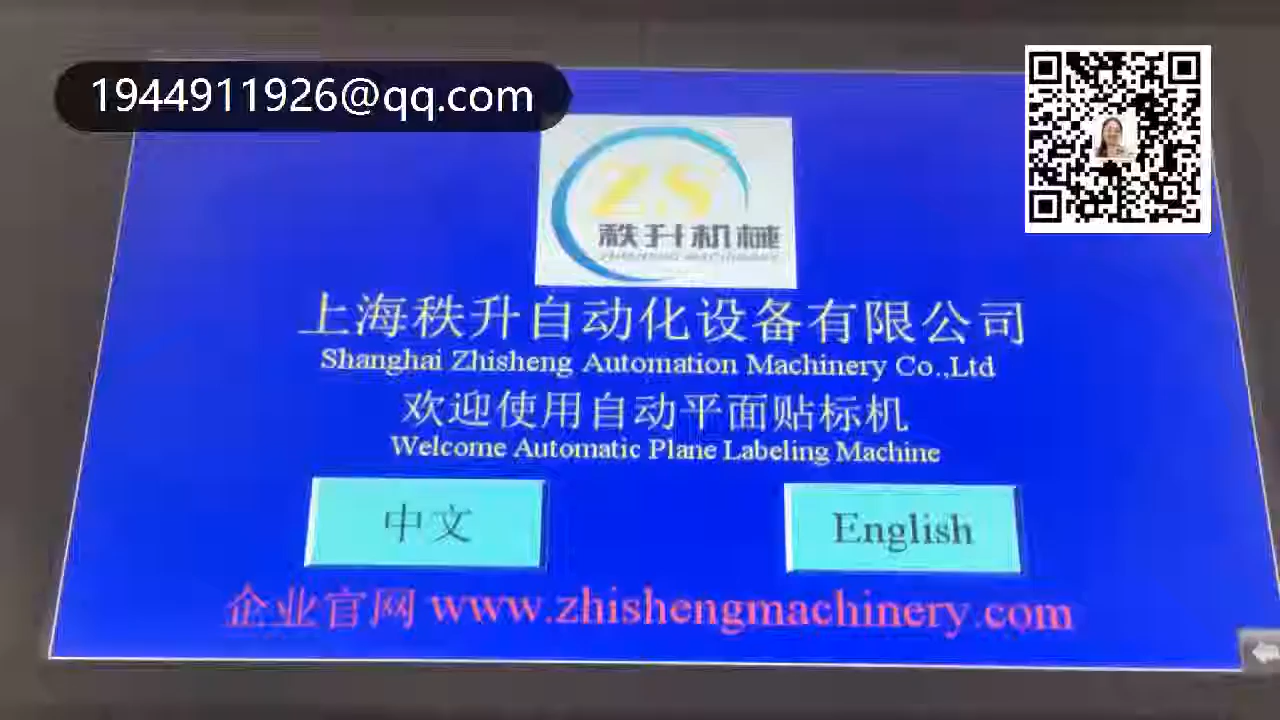 1944911926@qq.com
ZS
秩升机械
ZHISHENG MACHINERY
上海秩升自动化设备有限公司
Shanghai Zhisheng Automation Machinery Co.,Ltd
欢迎使用自动平面贴标机
Welcome Automatic Plane Labeling Machine
中文
English
企业官网 www.zhishengmachinery.com